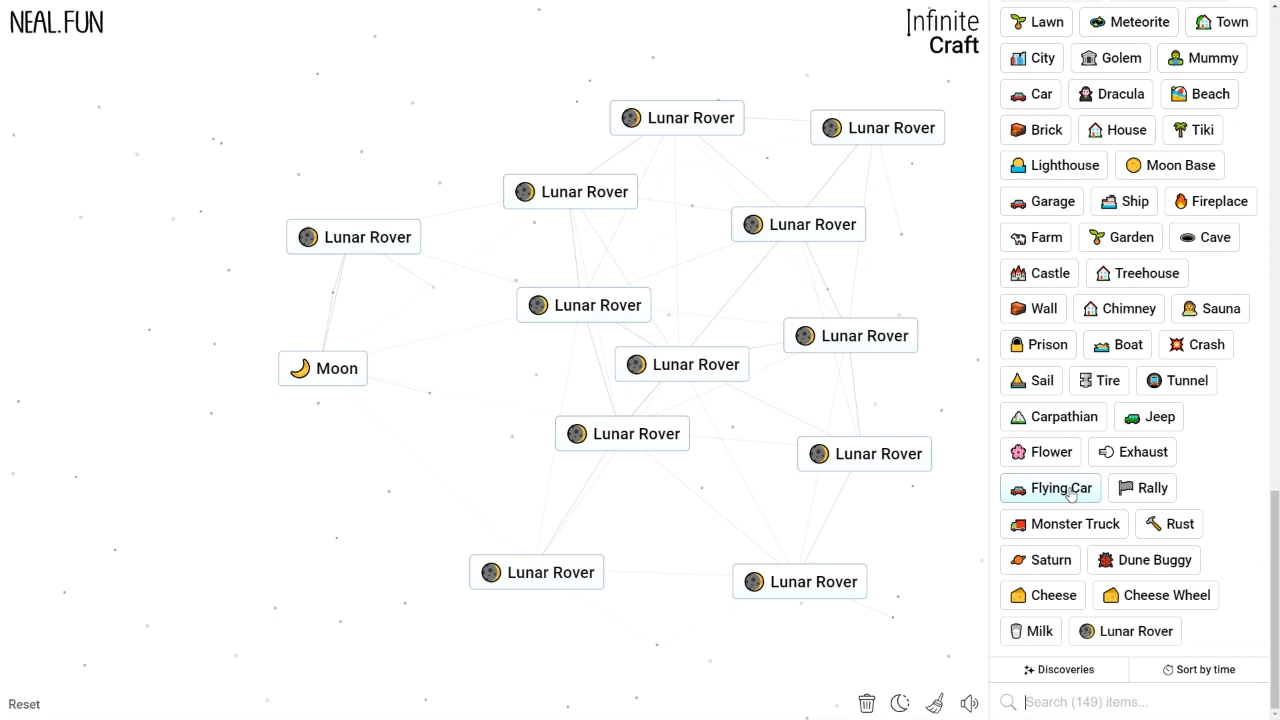 NEAL.FUN
Infinite
Craft
Lunar Rover
Lunar Rover
Lunar Rover
Lunar Rover
Lunar Rover
Lunar Rover
Lunar Rover
Lunar Rover
Moon
Lunar Rover
Lunar Rover
Lunar Rover
Lunar Rover
Reset
Lawn Meteorite Town
City Golem Mummy
Car Dracula Beach
Brick House Tiki
Lighthouse Moon Base
Garage Ship Fireplace
Farm Garden Cave
Castle Treehouse
Wall Chimney Sauna
Prison Boat Crash
Sail Tire Tunnel
Carpathian Jeep
Flower Exhaust
Flying Car Rally
Monster Truck Rust
Saturn Dune Buggy
Cheese Cheese Wheel
Milk Lunar Rover
Discoveries Sort by time
Search (149) items...